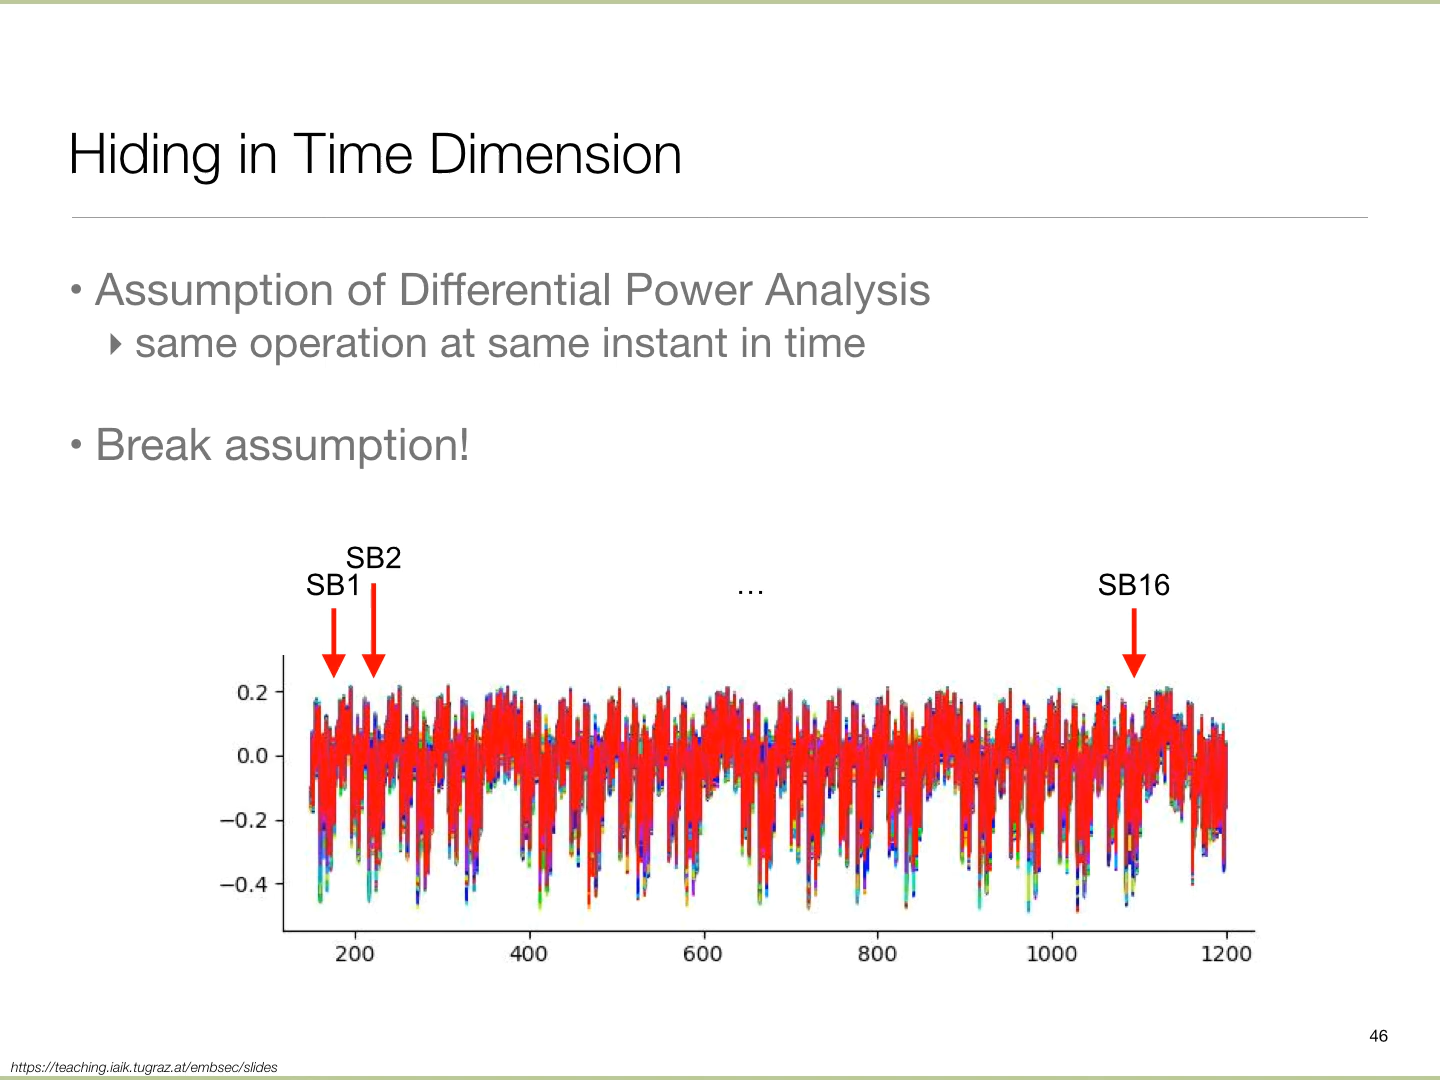 Hiding in Time Dimension
• Assumption of Differential Power Analysis
‣ same operation at same instant in time
• Break assumption!
SB2
SB1 … SB16
0.2
0.0
−0.2
−0.4
200 400 600 800 1000 1200
46
https://teaching.iaik.tugraz.at/embsec/slides